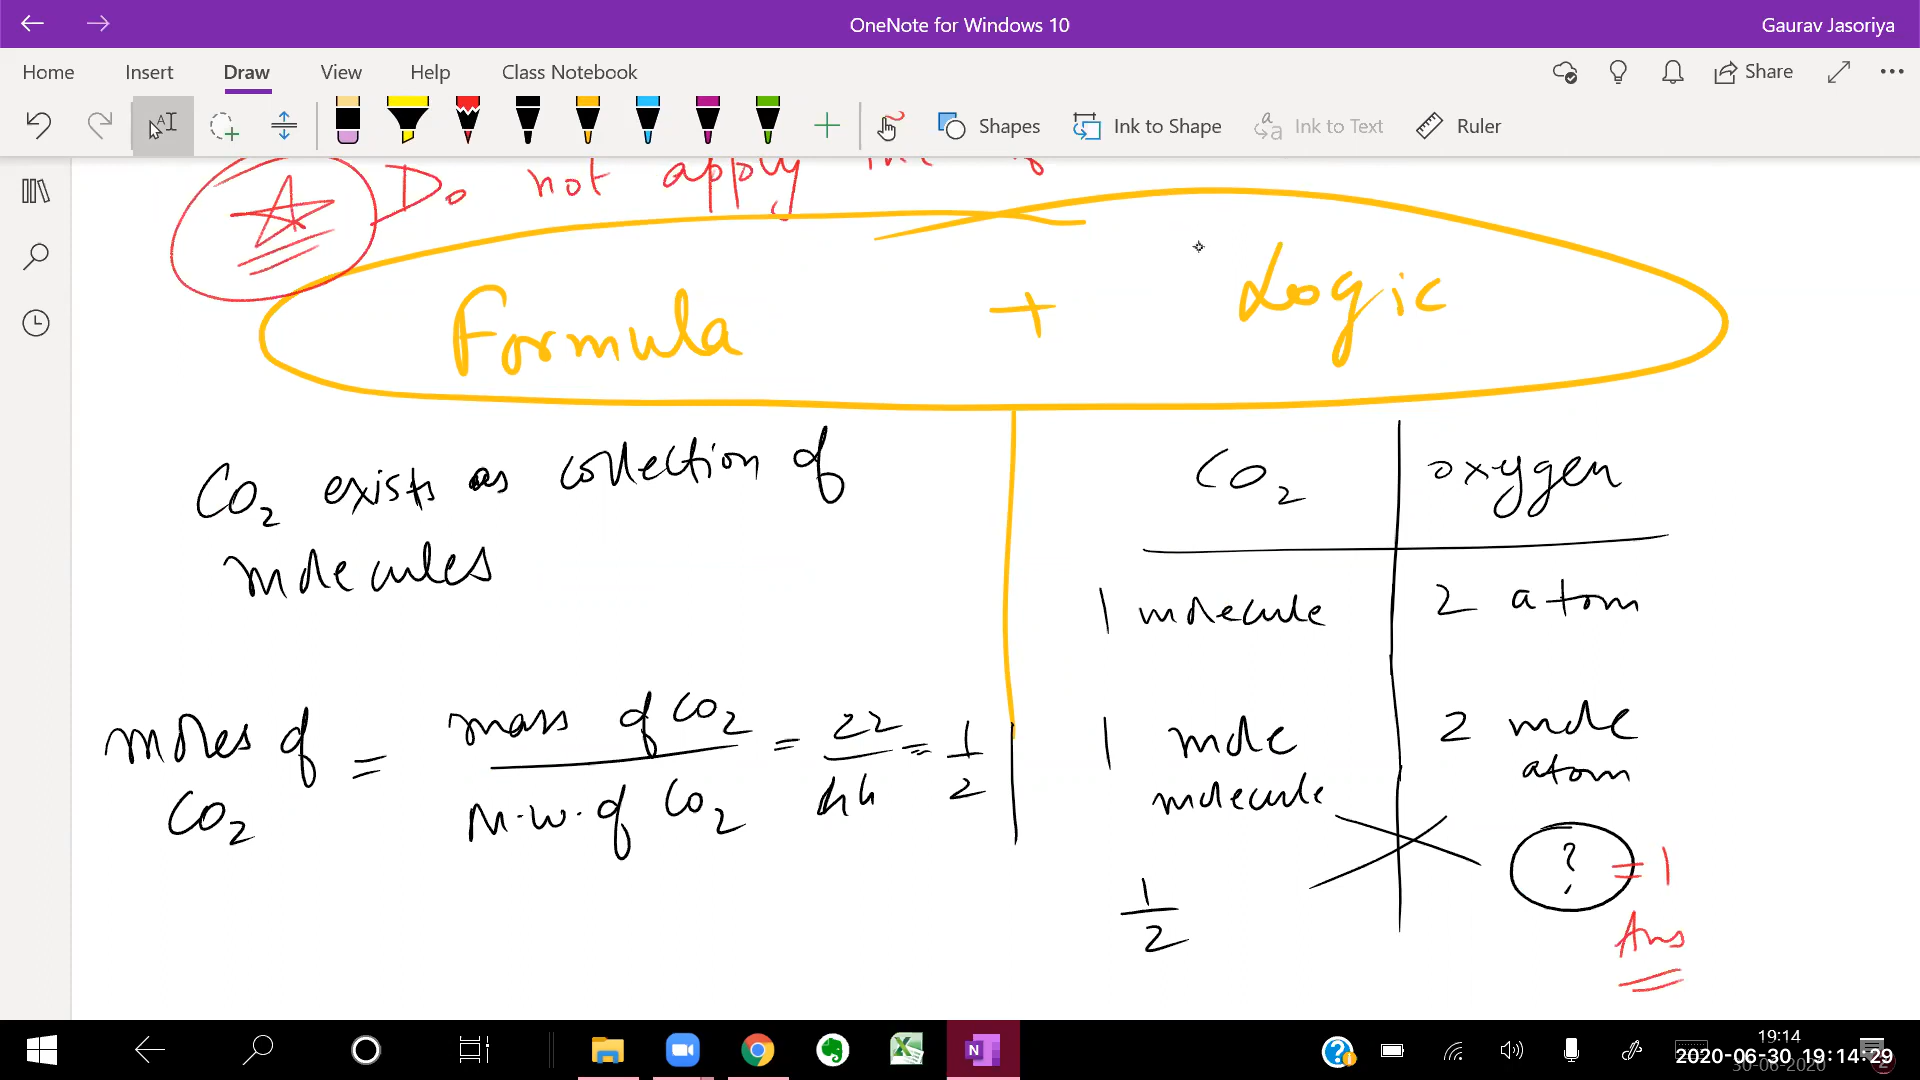 OneNote for Windows 10
Gaurav Jasoriya
Home Insert Draw View Help Class Notebook
Share
Shapes Ink to Shape Ink to Text Ruler
Do not apply
Formula + Logic
CO2 exists as collection of
molecules
moles of CO2 = mass of CO2 / M.W. of CO2 = 22/44 = 1/2
CO2 oxygen
1 molecule 2 atom
1 mole molecule 2 mole atom
1/2 ? = 1
Ans
19:14
30-06-2020
2020-06-30 19:14:29